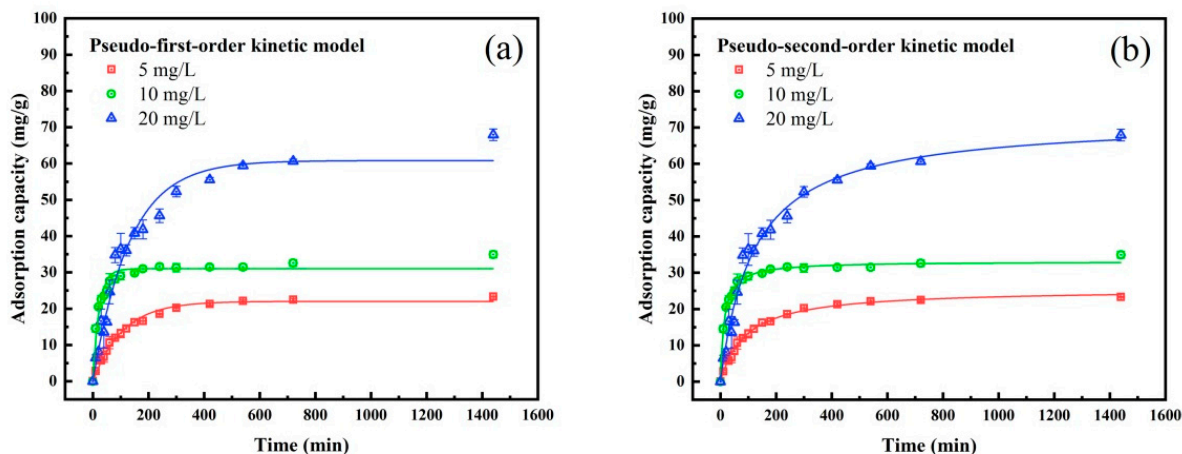 Pseudo-first-order kinetic model
(a)
5 mg/L
10 mg/L
20 mg/L
Adsorption capacity (mg/g)
100
90
80
70
60
50
40
30
20
10
0
0 200 400 600 800 1000 1200 1400 1600
Time (min)
Pseudo-second-order kinetic model
(b)
5 mg/L
10 mg/L
20 mg/L
Adsorption capacity (mg/g)
100
90
80
70
60
50
40
30
20
10
0
0 200 400 600 800 1000 1200 1400 1600
Time (min)